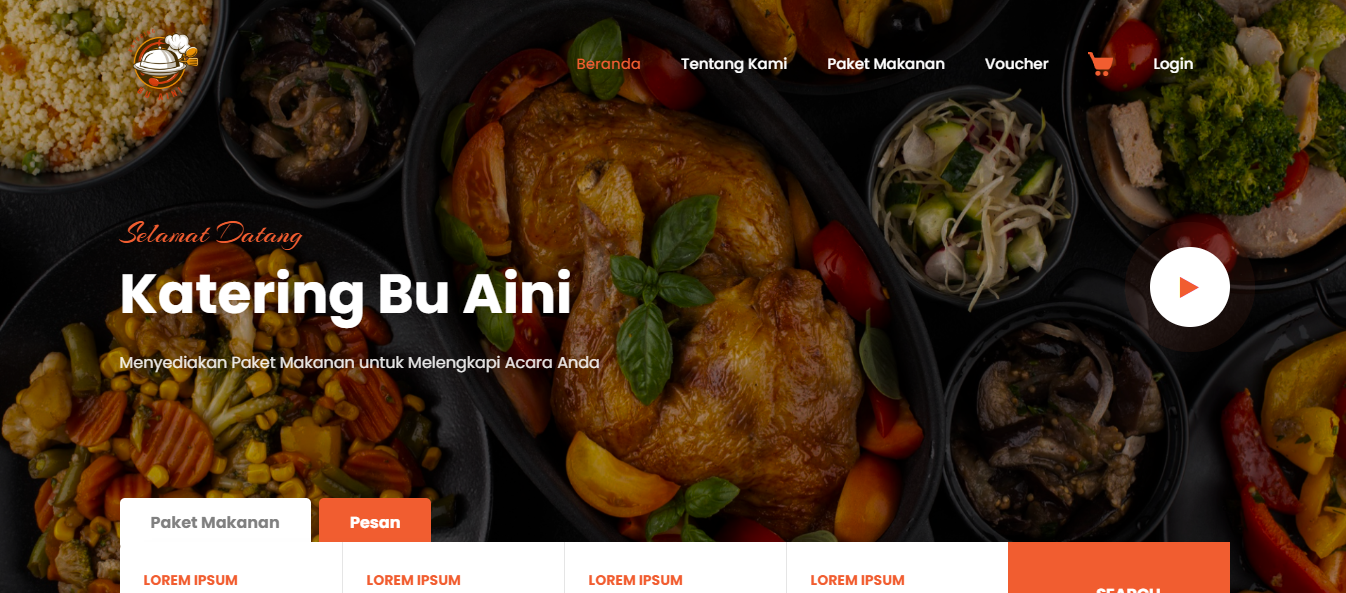 Beranda Tentang Kami Paket Makanan Voucher Login
Selamat Datang
Katering Bu Aini
Menyediakan Paket Makanan untuk Melengkapi Acara Anda
Paket Makanan Pesan
LOREM IPSUM LOREM IPSUM LOREM IPSUM LOREM IPSUM
SEARCH